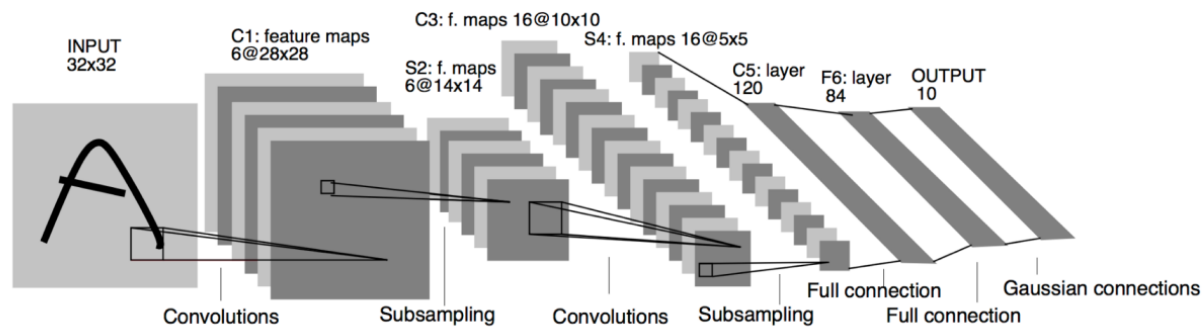 INPUT
32x32
C1: feature maps
6@28x28
S2: f. maps
6@14x14
C3: f. maps 16@10x10
S4: f. maps 16@5x5
C5: layer
120
F6: layer
84
OUTPUT
10
Convolutions
Subsampling
Convolutions
Subsampling
Full connection
Full connection
Gaussian connections